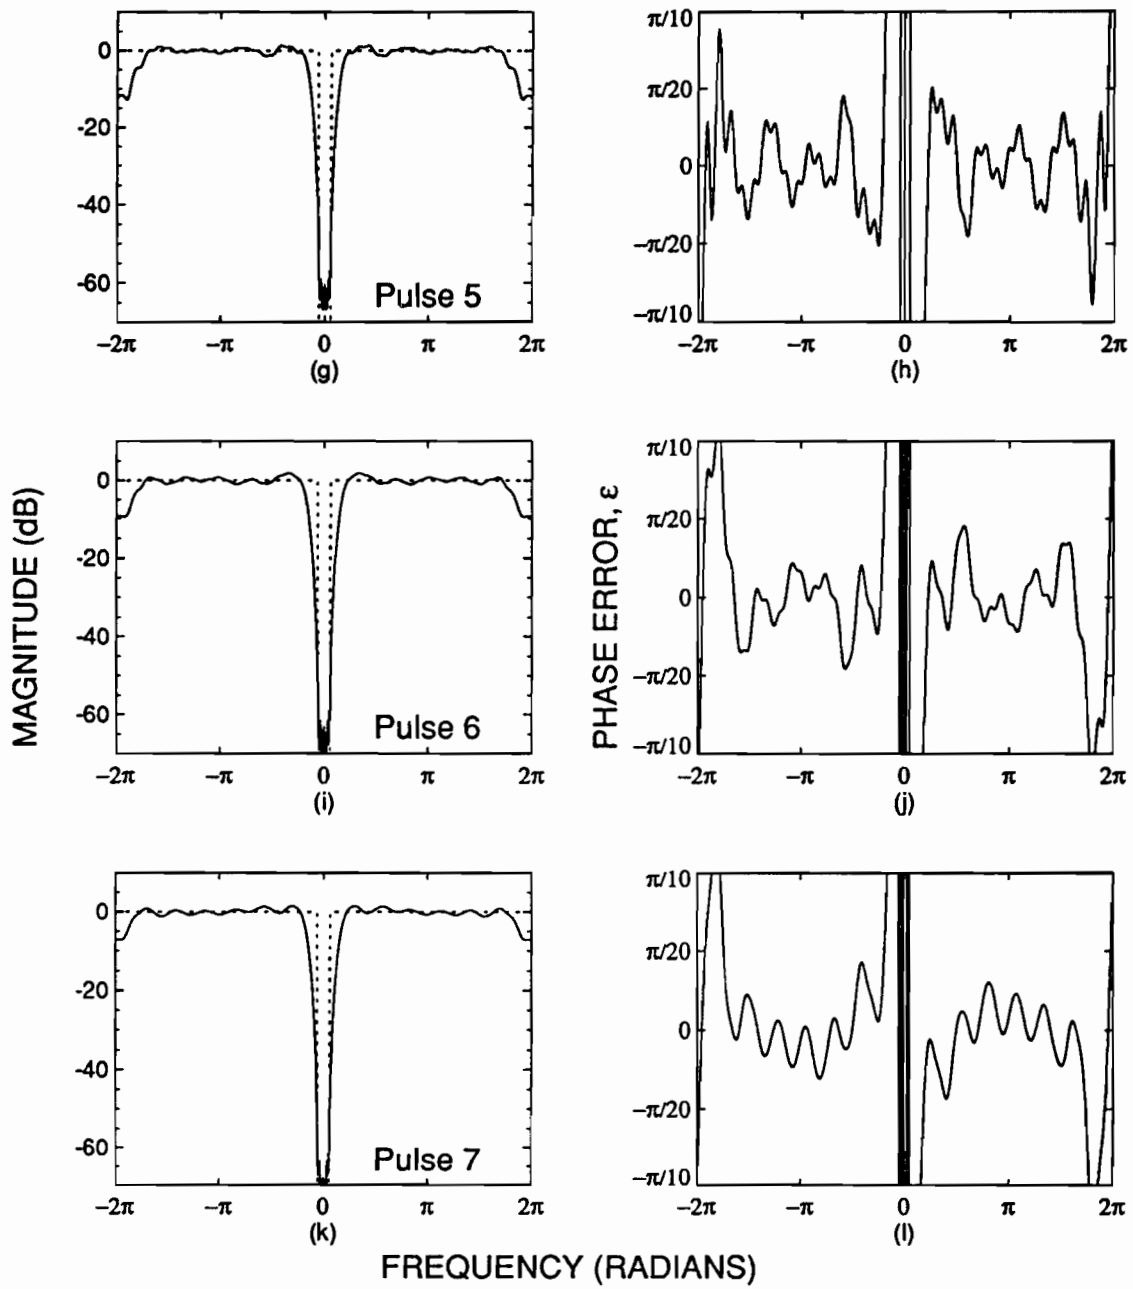 0
-20
-40
-60
Pulse 5
−2π −π 0 π 2π
(g)
π/10
π/20
0
−π/20
−π/10
−2π −π 0 π 2π
(h)
MAGNITUDE (dB)
0
-20
-40
-60
Pulse 6
−2π −π 0 π 2π
(i)
PHASE ERROR, ε
π/10
π/20
0
−π/20
−π/10
−2π −π 0 π 2π
(j)
0
-20
-40
-60
Pulse 7
−2π −π 0 π 2π
(k)
π/10
π/20
0
−π/20
−π/10
−2π −π 0 π 2π
(l)
FREQUENCY (RADIANS)